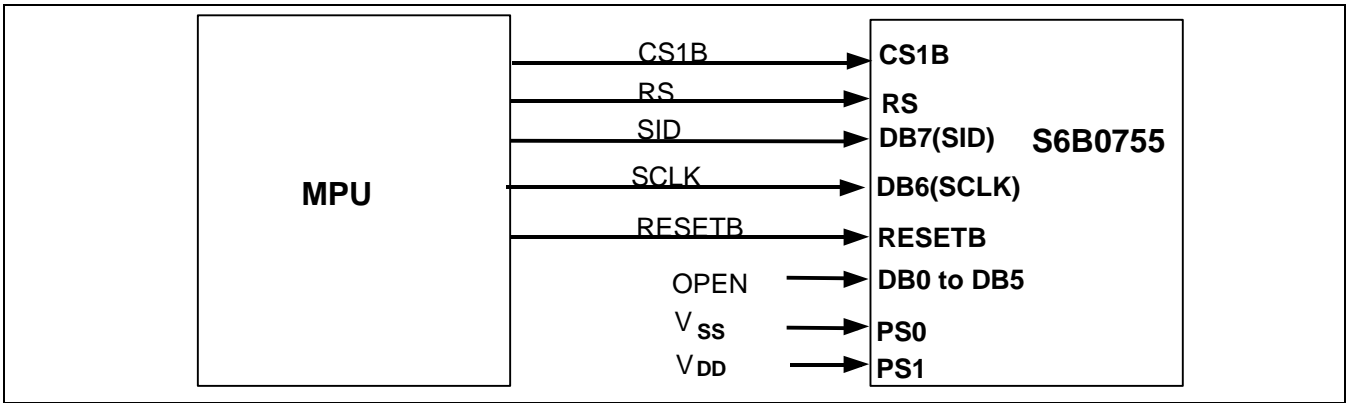 CS1B CS1B
RS RS
SID DB7(SID) S6B0755
MPU SCLK DB6(SCLK)
RESETB RESETB
OPEN DB0 to DB5
VSS PS0
VDD PS1